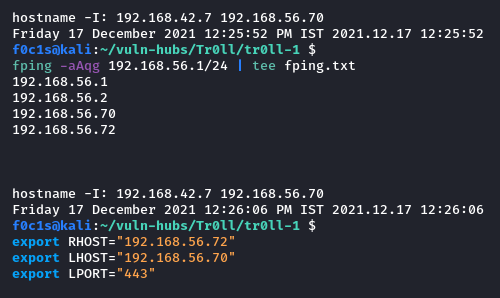 hostname -I: 192.168.42.7 192.168.56.70
Friday 17 December 2021 12:25:52 PM IST 2021.12.17 12:25:52
f0c1s@kali:~/vuln-hubs/Tr0ll/tr0ll-1 $
fping -aAqg 192.168.56.1/24 | tee fping.txt
192.168.56.1
192.168.56.2
192.168.56.70
192.168.56.72
hostname -I: 192.168.42.7 192.168.56.70
Friday 17 December 2021 12:26:06 PM IST 2021.12.17 12:26:06
f0c1s@kali:~/vuln-hubs/Tr0ll/tr0ll-1 $
export RHOST="192.168.56.72"
export LHOST="192.168.56.70"
export LPORT="443"